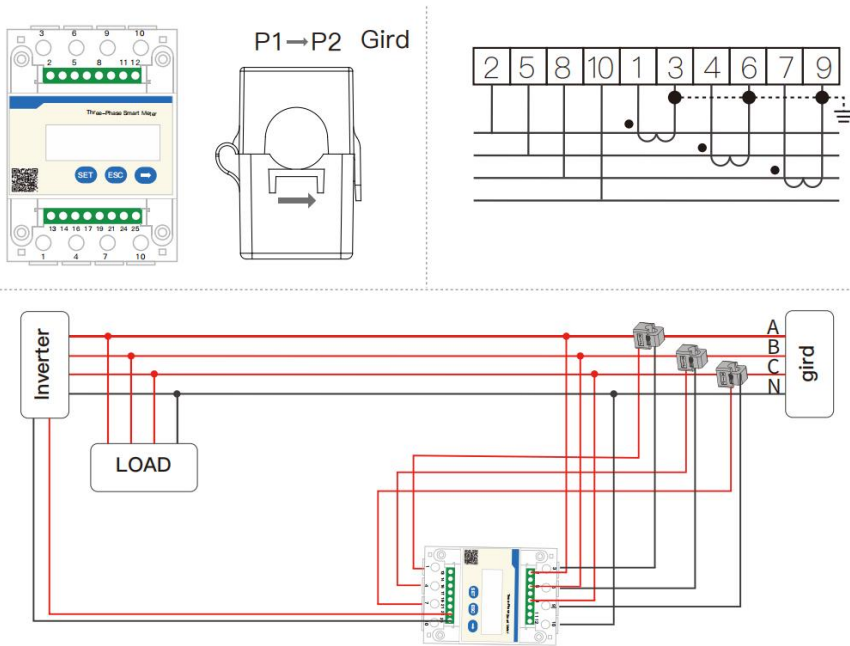 3 6 9 10
2 5 8 11 12
Three-Phase Smart Meter
SET ESC
13 14 16 17 19 21 24 25
1 4 7 10
P1→P2 Gird
2 5 8 10 1 3 4 6 7 9
Inverter
LOAD
A
B
C
N
gird
SET
ESC